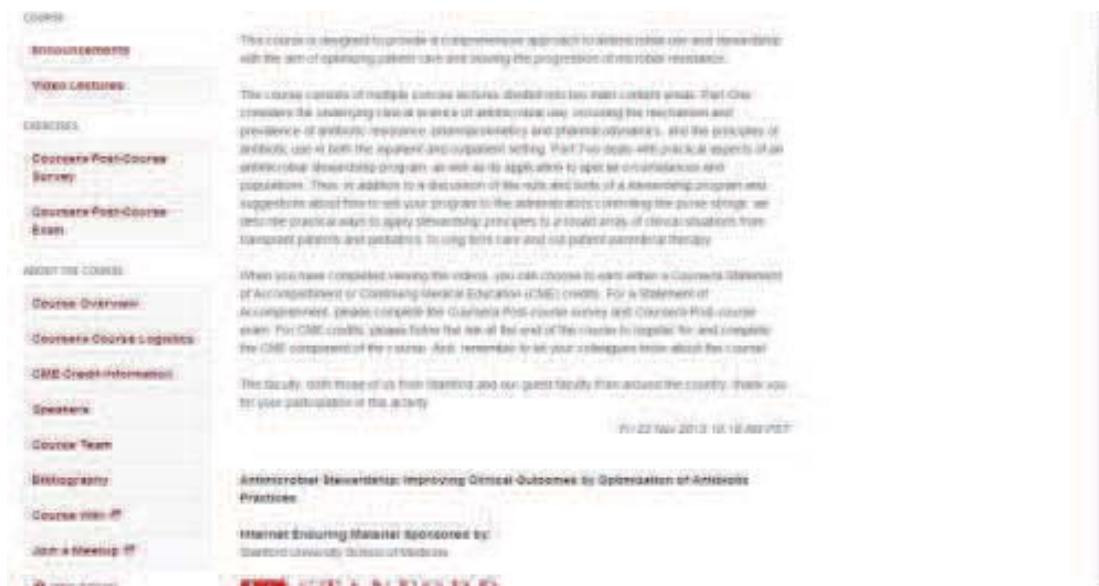 COURSE
Announcements
Video Lectures
EXERCISES
Coursera Post-Course
Survey
Coursera Post-Course
Exam
ABOUT THE COURSE
Course Overview
Coursera Course Logistics
CME Credit Information
Speakers
Course Team
Bibliography
Course Wiki
Join a Meetup
This course is designed to provide a comprehensive approach to antimicrobial use and stewardship
with the aim of optimizing patient care and slowing the progression of microbial resistance.
The course consists of multiple concise lectures divided into two main content areas. Part One
considers the underlying clinical science of antimicrobial use, including the mechanism and
prevalence of antibiotic resistance, pharmacokinetics and pharmacodynamics, and the principles of
antibiotic use in both the inpatient and outpatient setting. Part Two deals with practical aspects of an
antimicrobial stewardship program, as well as its application to special circumstances and
populations. Thus, in addition to a discussion of the nuts and bolts of a stewardship program and
suggestions about how to sell your program to the administrators controlling the purse strings, we
describe practical ways to apply stewardship principles to a broad array of clinical situations from
transplant patients and pediatrics, to long term care and out patient parenteral therapy.
When you have completed viewing the videos, you can choose to earn either a Coursera Statement
of Accomplishment or Continuing Medical Education (CME) credits. For a Statement of
Accomplishment, please complete the Coursera Post-course survey and Coursera Post-course
exam. For CME credits, please follow the link at the end of the course to register for and complete
the CME component of the course. And, remember to let your colleagues know about the course!
The faculty, both those of us from Stanford and our guest faculty from around the country, thank you
for your participation in this activity.
Fri 22 Nov 2013 10:18 AM PST
Antimicrobial Stewardship: Improving Clinical Outcomes by Optimization of Antibiotic
Practices
Internet Enduring Material Sponsored by:
Stanford University School of Medicine
STANFORD